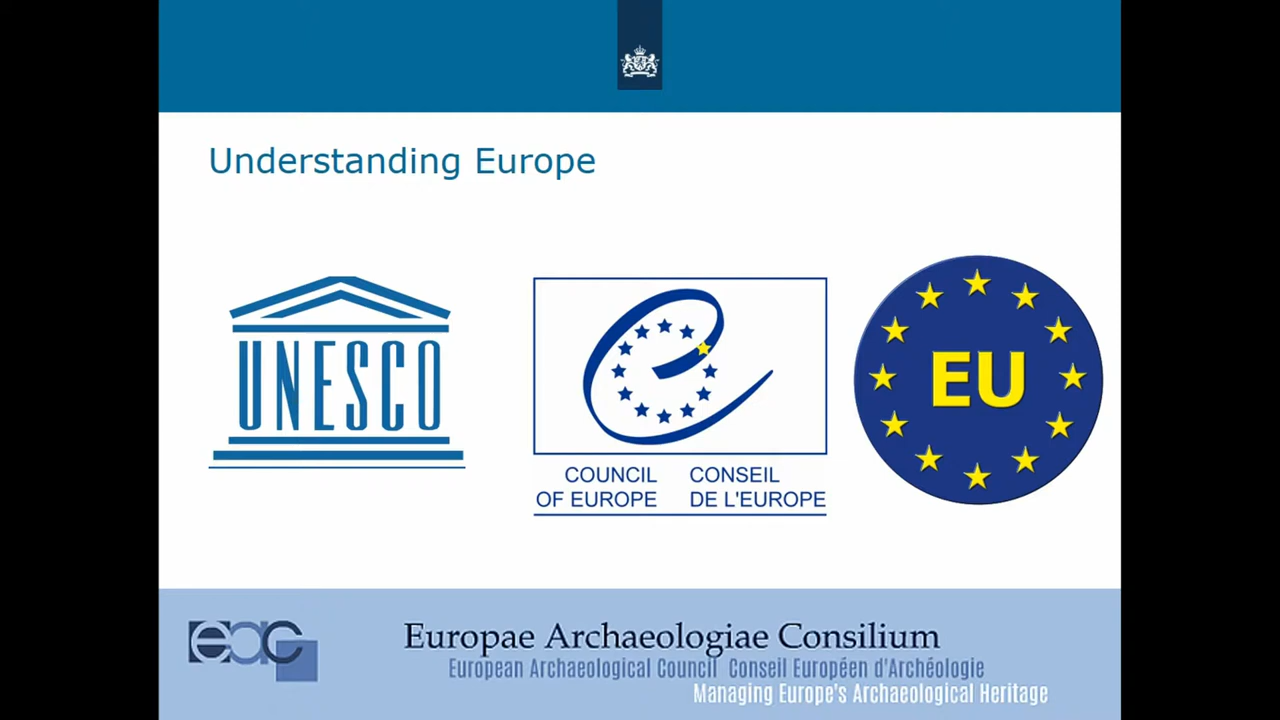 Understanding Europe
UNESCO
COUNCIL OF EUROPE
CONSEIL DE L'EUROPE
EU
eac
Europae Archaeologiae Consilium
European Archaeological Council Conseil Européen d'Archéologie
Managing Europe's Archaeological Heritage